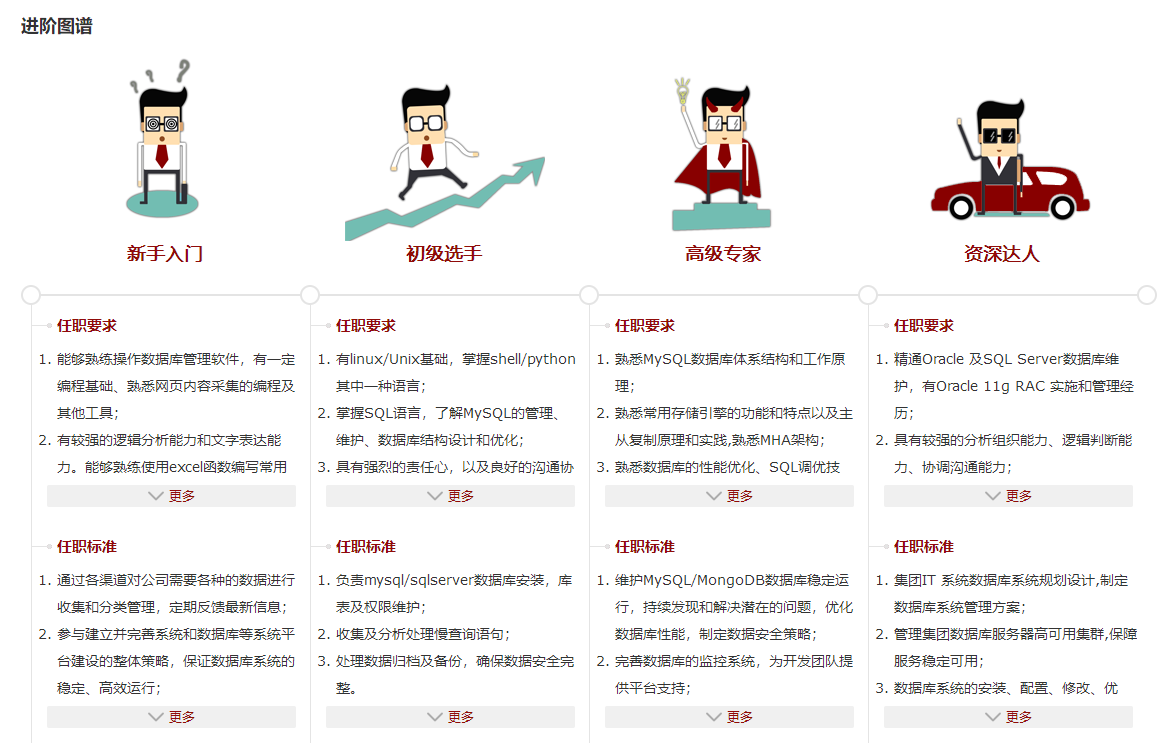 进阶图谱
新手入门
初级选手
高级专家
资深达人
任职要求
1. 能够熟练操作数据库管理软件，有一定
编程基础、熟悉网页内容采集的编程及
其他工具；
2. 有较强的逻辑分析能力和文字表达能
力。能够熟练使用excel函数编写常用
更多
任职要求
1. 有linux/Unix基础，掌握shell/python
其中一种语言；
2. 掌握SQL语言，了解MySQL的管理、
维护、数据库结构设计和优化；
3. 具有强烈的责任心，以及良好的沟通协
更多
任职要求
1. 熟悉MySQL数据库体系结构和工作原
理；
2. 熟悉常用存储引擎的功能和特点以及主
从复制原理和实践,熟悉MHA架构；
3. 熟悉数据库的性能优化、SQL调优技
更多
任职要求
1. 精通Oracle 及SQL Server数据库维
护，有Oracle 11g RAC 实施和管理经
历；
2. 具有较强的分析组织能力、逻辑判断能
力、协调沟通能力；
更多
任职标准
1. 通过各渠道对公司需要各种的数据进行
收集和分类管理，定期反馈最新信息；
2. 参与建立并完善系统和数据库等系统平
台建设的整体策略，保证数据库系统的
稳定、高效运行；
更多
任职标准
1. 负责mysql/sqlserver数据库安装，库
表及权限维护；
2. 收集及分析处理慢查询语句；
3. 处理数据归档及备份，确保数据安全完
整。
更多
任职标准
1. 维护MySQL/MongoDB数据库稳定运
行，持续发现和解决潜在的问题，优化
数据库性能，制定数据安全策略；
2. 完善数据库的监控系统，为开发团队提
供平台支持；
更多
任职标准
1. 集团IT 系统数据库系统规划设计,制定
数据库系统管理方案；
2. 管理集团数据库服务器高可用集群,保障
服务稳定可用；
3. 数据库系统的安装、配置、修改、优
更多